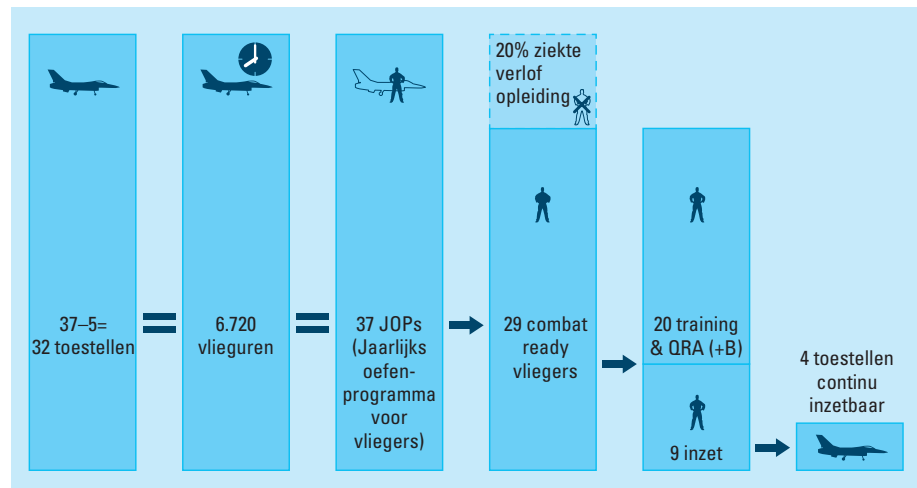 37–5=
32 toestellen
6.720
vlieguren
37 JOPs
(Jaarlijks
oefen-
programma
voor
vliegers)
20% ziekte
verlof
opleiding
29 combat
ready
vliegers
20 training
& QRA (+B)
9 inzet
4 toestellen
continu
inzetbaar